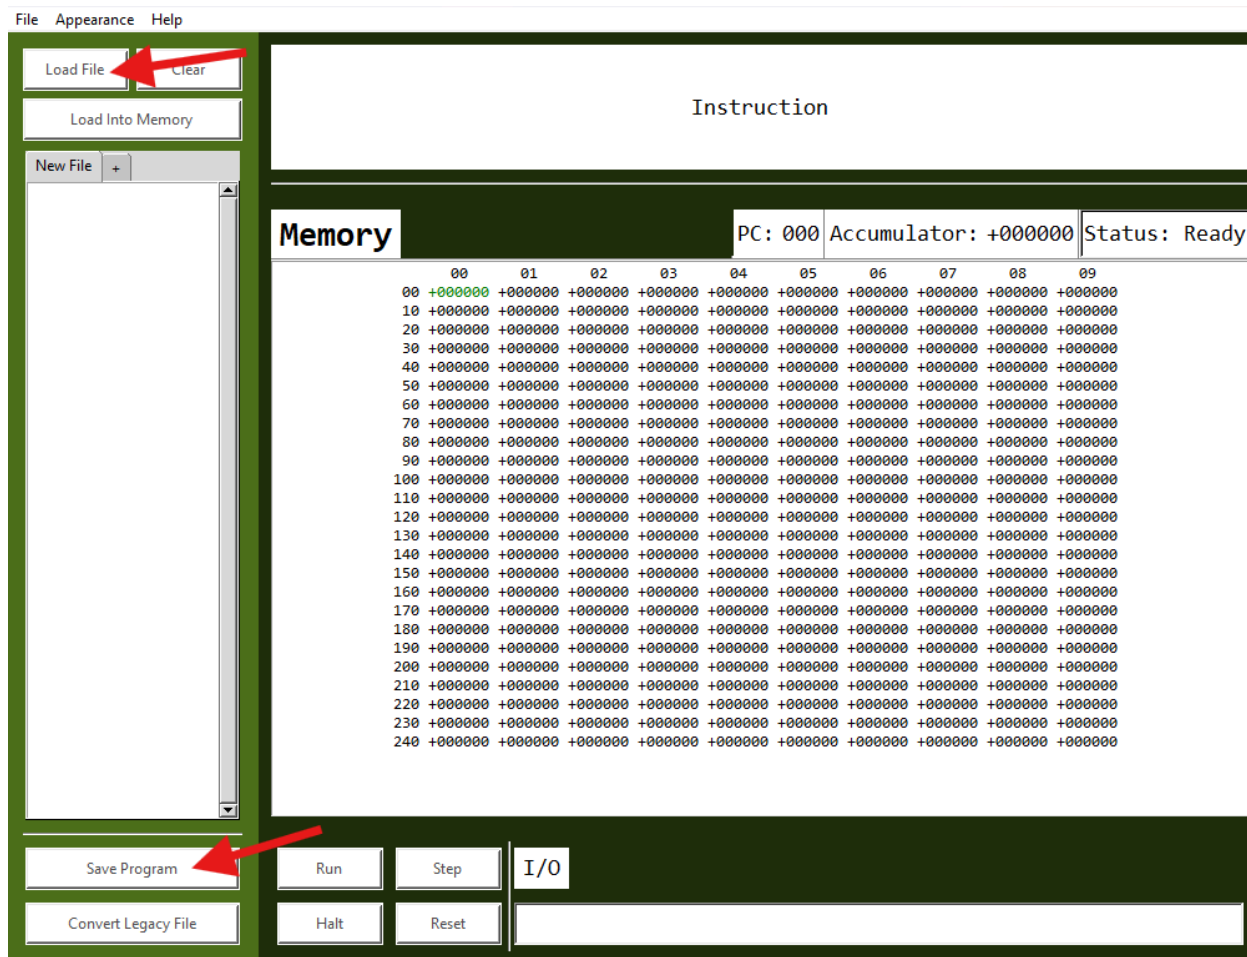 File Appearance Help
Load File Clear
Load Into Memory
New File +
Instruction
Memory
PC: 000 Accumulator: +000000 Status: Ready
00 01 02 03 04 05 06 07 08 09
00 +000000 +000000 +000000 +000000 +000000 +000000 +000000 +000000 +000000 +000000
10 +000000 +000000 +000000 +000000 +000000 +000000 +000000 +000000 +000000 +000000
20 +000000 +000000 +000000 +000000 +000000 +000000 +000000 +000000 +000000 +000000
30 +000000 +000000 +000000 +000000 +000000 +000000 +000000 +000000 +000000 +000000
40 +000000 +000000 +000000 +000000 +000000 +000000 +000000 +000000 +000000 +000000
50 +000000 +000000 +000000 +000000 +000000 +000000 +000000 +000000 +000000 +000000
60 +000000 +000000 +000000 +000000 +000000 +000000 +000000 +000000 +000000 +000000
70 +000000 +000000 +000000 +000000 +000000 +000000 +000000 +000000 +000000 +000000
80 +000000 +000000 +000000 +000000 +000000 +000000 +000000 +000000 +000000 +000000
90 +000000 +000000 +000000 +000000 +000000 +000000 +000000 +000000 +000000 +000000
100 +000000 +000000 +000000 +000000 +000000 +000000 +000000 +000000 +000000 +000000
110 +000000 +000000 +000000 +000000 +000000 +000000 +000000 +000000 +000000 +000000
120 +000000 +000000 +000000 +000000 +000000 +000000 +000000 +000000 +000000 +000000
130 +000000 +000000 +000000 +000000 +000000 +000000 +000000 +000000 +000000 +000000
140 +000000 +000000 +000000 +000000 +000000 +000000 +000000 +000000 +000000 +000000
150 +000000 +000000 +000000 +000000 +000000 +000000 +000000 +000000 +000000 +000000
160 +000000 +000000 +000000 +000000 +000000 +000000 +000000 +000000 +000000 +000000
170 +000000 +000000 +000000 +000000 +000000 +000000 +000000 +000000 +000000 +000000
180 +000000 +000000 +000000 +000000 +000000 +000000 +000000 +000000 +000000 +000000
190 +000000 +000000 +000000 +000000 +000000 +000000 +000000 +000000 +000000 +000000
200 +000000 +000000 +000000 +000000 +000000 +000000 +000000 +000000 +000000 +000000
210 +000000 +000000 +000000 +000000 +000000 +000000 +000000 +000000 +000000 +000000
220 +000000 +000000 +000000 +000000 +000000 +000000 +000000 +000000 +000000 +000000
230 +000000 +000000 +000000 +000000 +000000 +000000 +000000 +000000 +000000 +000000
240 +000000 +000000 +000000 +000000 +000000 +000000 +000000 +000000 +000000 +000000
Save Program
Convert Legacy File
Run Step
Halt Reset
I/O